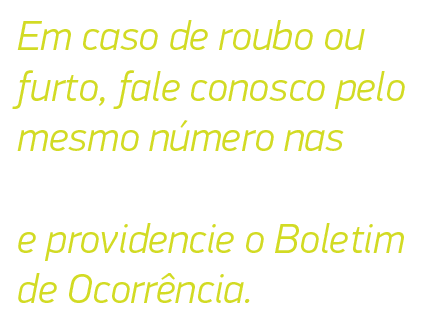 Em caso de roubo ou
furto, fale conosco pelo
mesmo número nas
e providencie o Boletim
de Ocorrência.